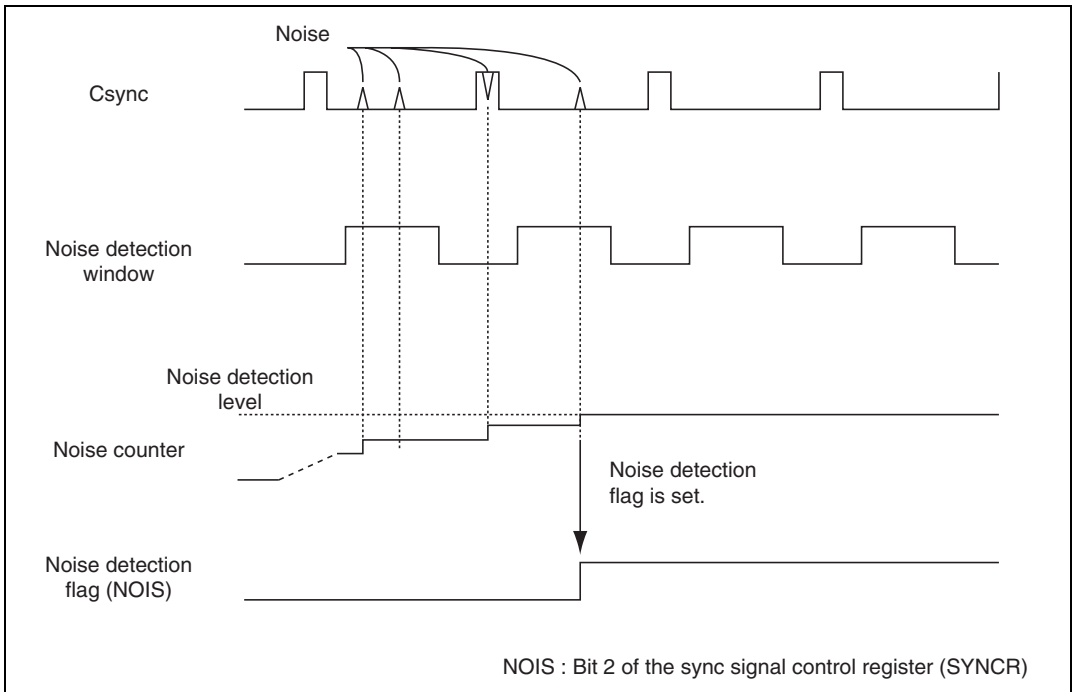 Noise
Csync
Noise detection
window
Noise detection
level
Noise counter
Noise detection
flag is set.
Noise detection
flag (NOIS)
NOIS : Bit 2 of the sync signal control register (SYNCR)